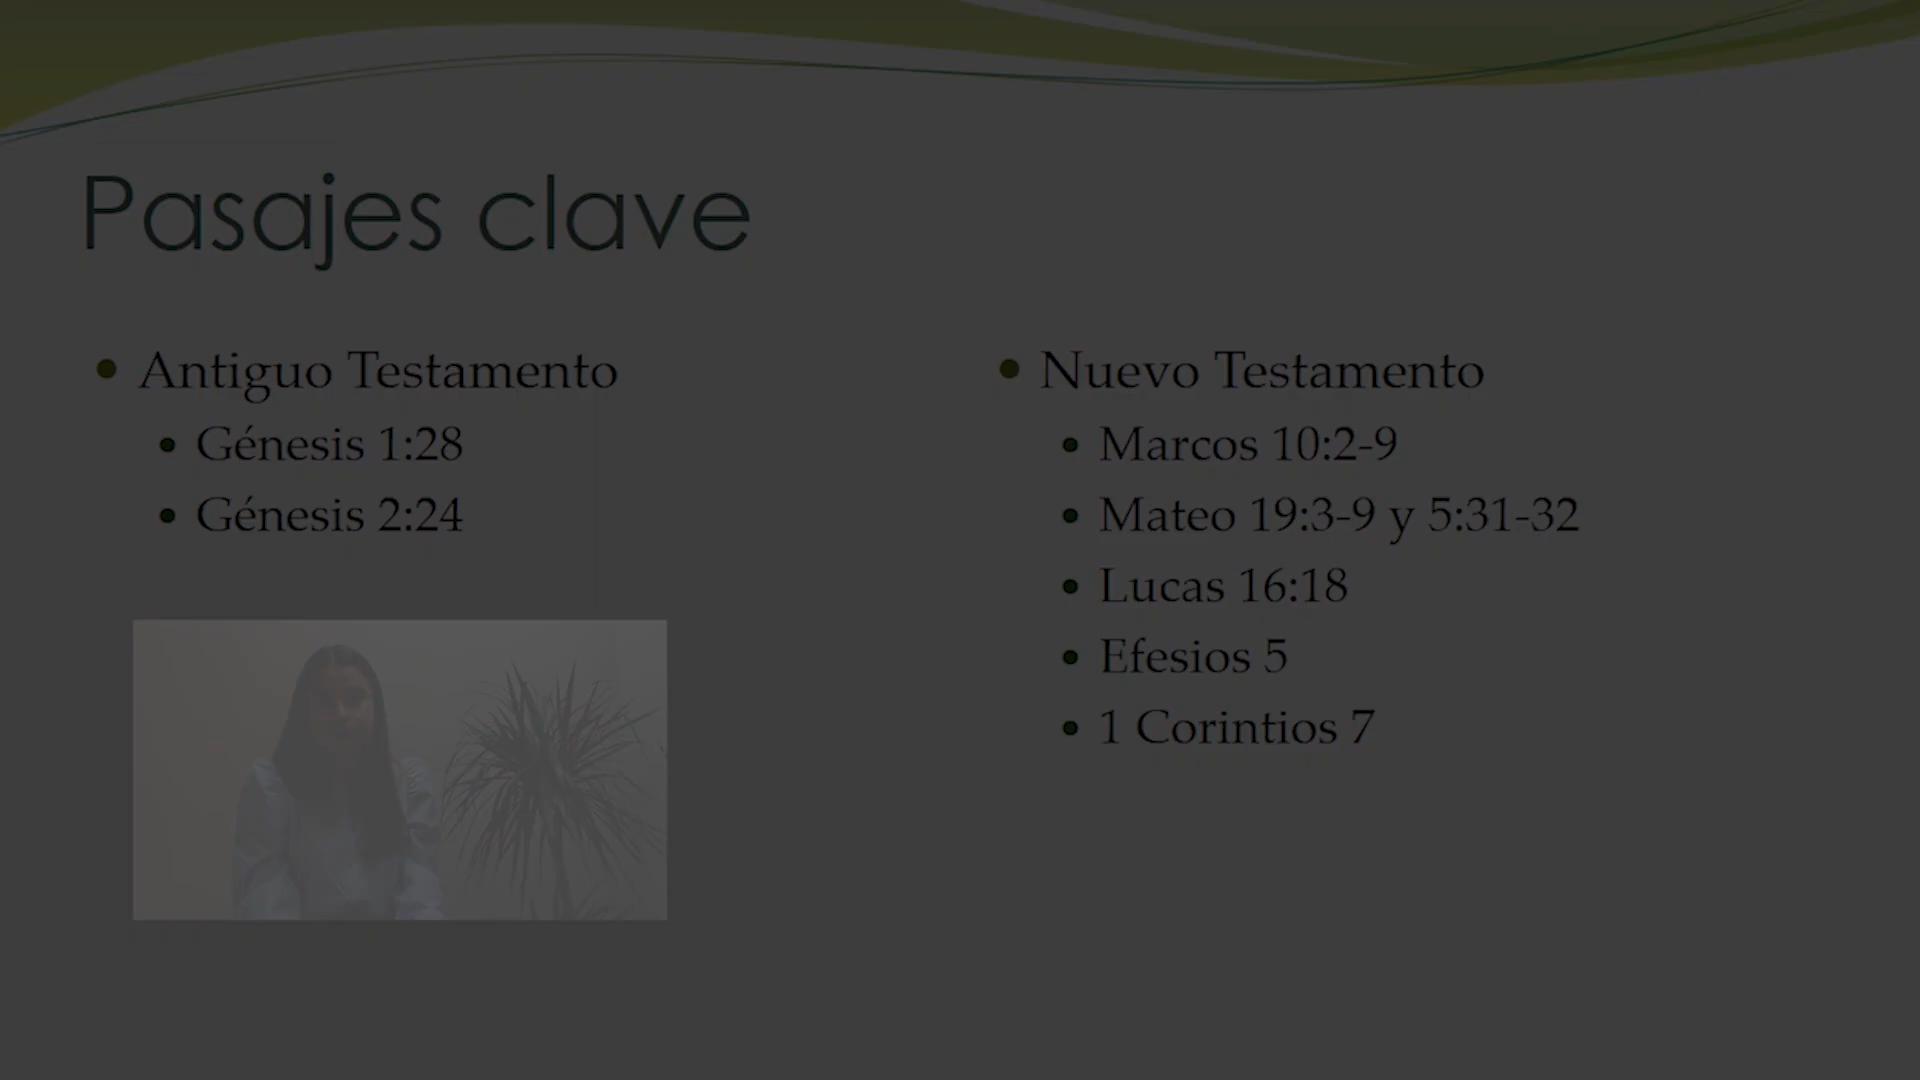 Pasajes clave
Antiguo Testamento
Génesis 1:28
Génesis 2:24
Nuevo Testamento
Marcos 10:2-9
Mateo 19:3-9 y 5:31-32
Lucas 16:18
Efesios 5
1 Corintios 7